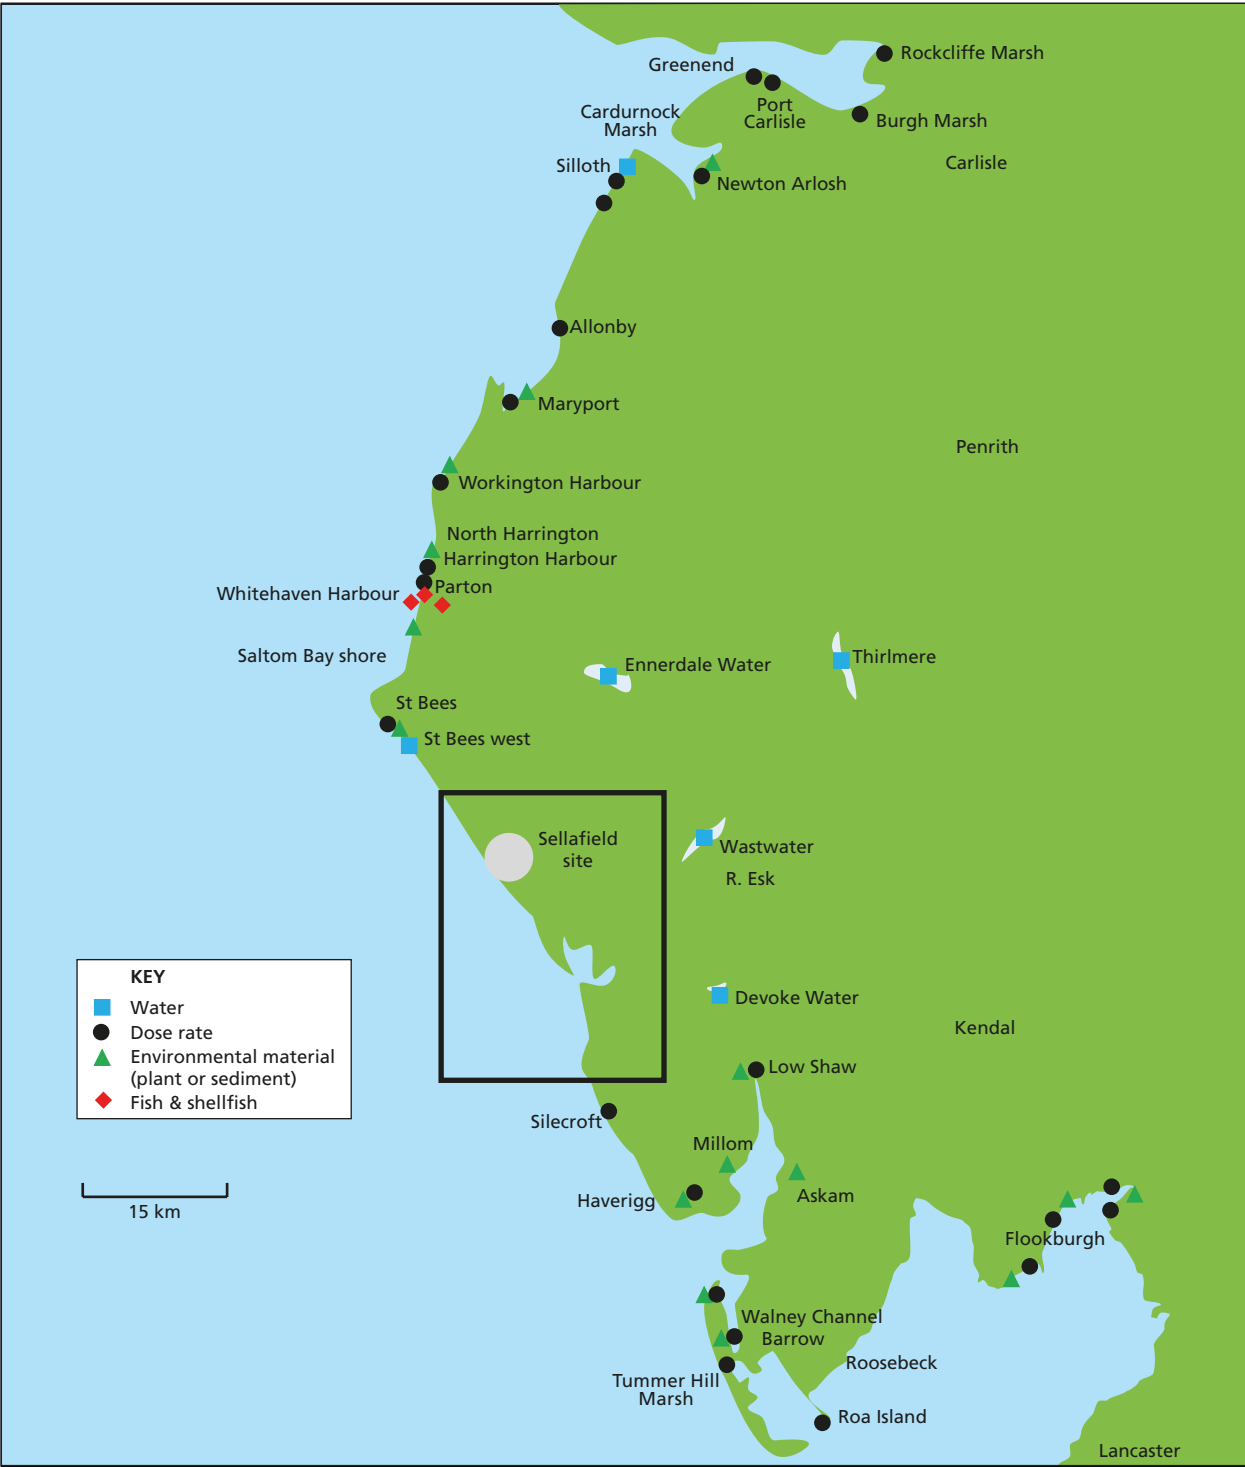 Rockcliffe Marsh
Greenend
Port
Carlisle
Cardurnock
Marsh
Burgh Marsh
Carlisle
Silloth
Newton Arlosh
Allonby
Maryport
Penrith
Workington Harbour
North Harrington
Harrington Harbour
Parton
Whitehaven Harbour
Saltom Bay shore
Ennerdale Water
Thirlmere
St Bees
St Bees west
Sellafield
site
Wastwater
R. Esk
KEY
Water
Dose rate
Environmental material
(plant or sediment)
Fish & shellfish
15 km
Devoke Water
Kendal
Low Shaw
Silecroft
Millom
Haverigg
Askam
Flookburgh
Walney Channel
Barrow
Roosebeck
Tummer Hill
Marsh
Roa Island
Lancaster